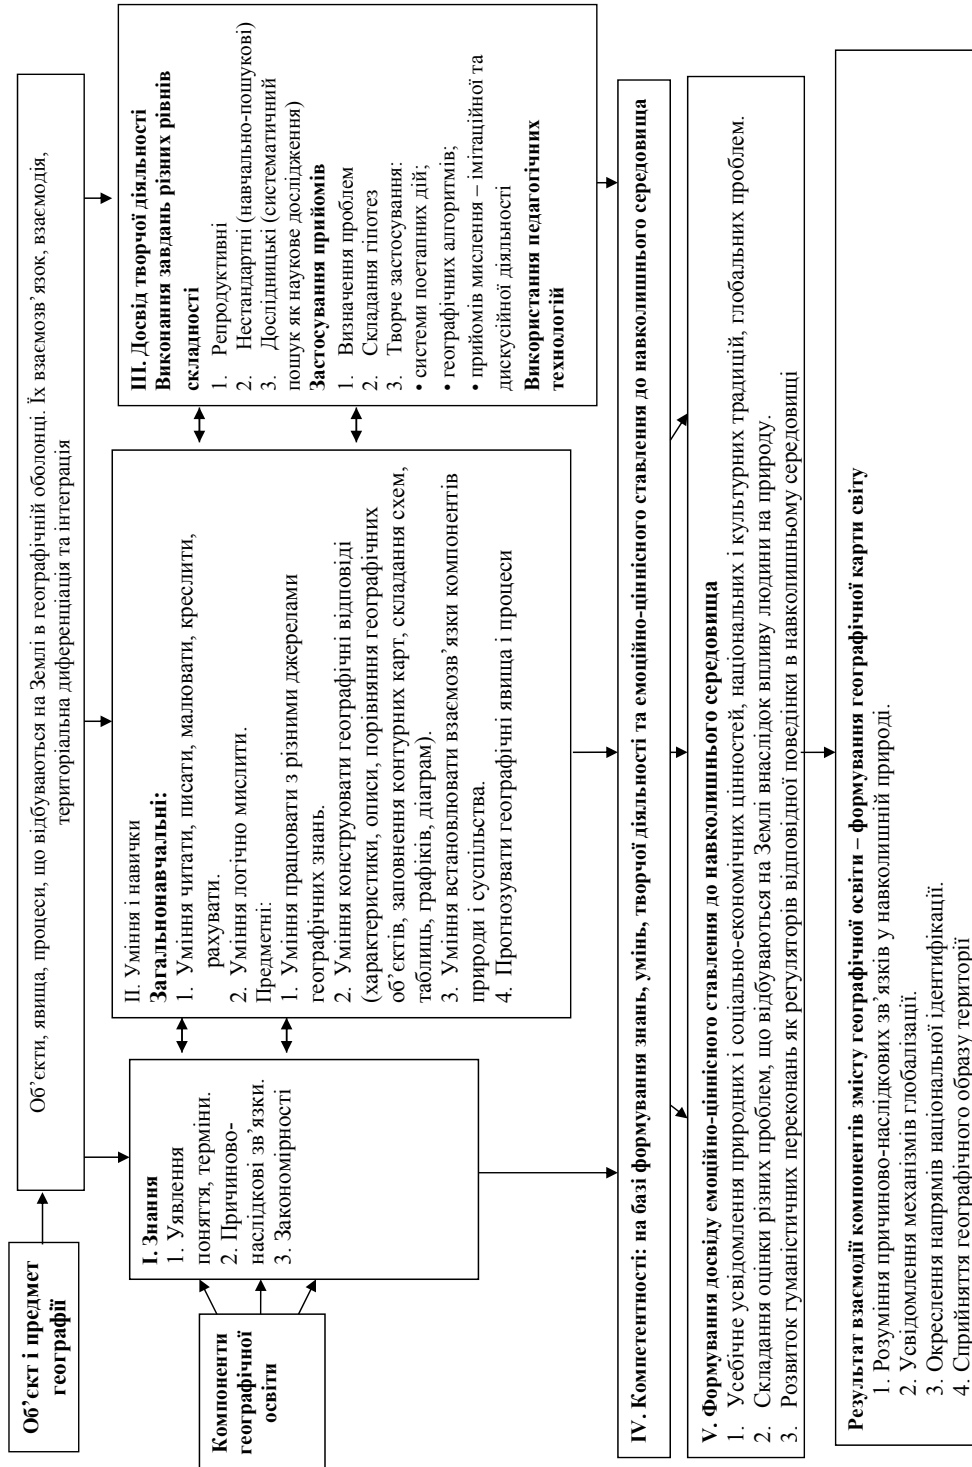 Об’єкт і предмет
географії
Об’єкти, явища, процеси, що відбуваються на Землі в географічній оболонці. Їх взаємозв’язок, взаємодія,
територіальна диференціація та інтеграція
Компоненти
географічної
освіти
І. Знання
1. Уявлення
поняття, терміни.
2. Причиново-
наслідкові зв’язки.
3. Закономірності
ІІ. Уміння і навички
Загальнонавчальні:
1. Уміння читати, писати, малювати, креслити,
рахувати.
2. Уміння логічно мислити.
Предметні:
1. Уміння працювати з різними джерелами
географічних знань.
2. Уміння конструювати географічні відповіді
(характеристики, описи, порівняння географічних
об’єктів, заповнення контурних карт, складання схем,
таблиць, графіків, діаграм).
3. Уміння встановлювати взаємозв’язки компонентів
природи і суспільства.
4. Прогнозувати географічні явища і процеси
ІІІ. Досвід творчої діяльності
Виконання завдань різних рівнів
складності
1. Репродуктивні
2. Нестандартні (навчально-пошукові)
3. Дослідницькі (систематичний
пошук як наукове дослідження)
Застосування прийомів
1. Визначення проблем
2. Складання гіпотез
3. Творче застосування:
• системи поетапних дій;
• географічних алгоритмів;
• прийомів мислення – імітаційної та
дискусійної діяльності
Використання педагогічних
технологій
IV. Компетентності: на базі формування знань, умінь, творчої діяльності та емоційно-ціннісного ставлення до навколишнього середовища
V. Формування досвіду емоційно-ціннісного ставлення до навколишнього середовища
1. Усебічне усвідомлення природних і соціально-економічних цінностей, національних і культурних традицій, глобальних проблем.
2. Складання оцінки різних проблем, що відбуваються на Землі внаслідок впливу людини на природу.
3. Розвиток гуманістичних переконань як регуляторів відповідної поведінки в навколишньому середовищі
Результат взаємодії компонентів змісту географічної освіти – формування географічної карти світу
1. Розуміння причиново-наслідкових зв’язків у навколишній природі.
2. Усвідомлення механізмів глобалізації.
3. Окреслення напрямів національної ідентифікації.
4. Сприйняття географічного образу території